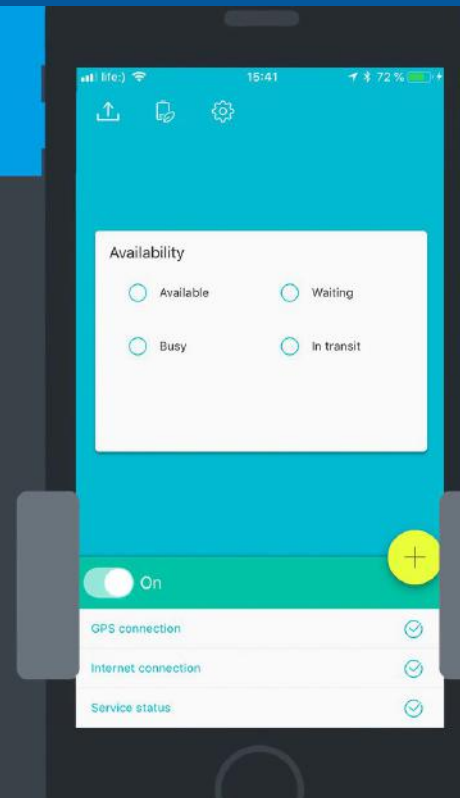 life:) 15:41 72 %
Availability
Available Waiting
Busy In transit
On
GPS connection
Internet connection
Service status